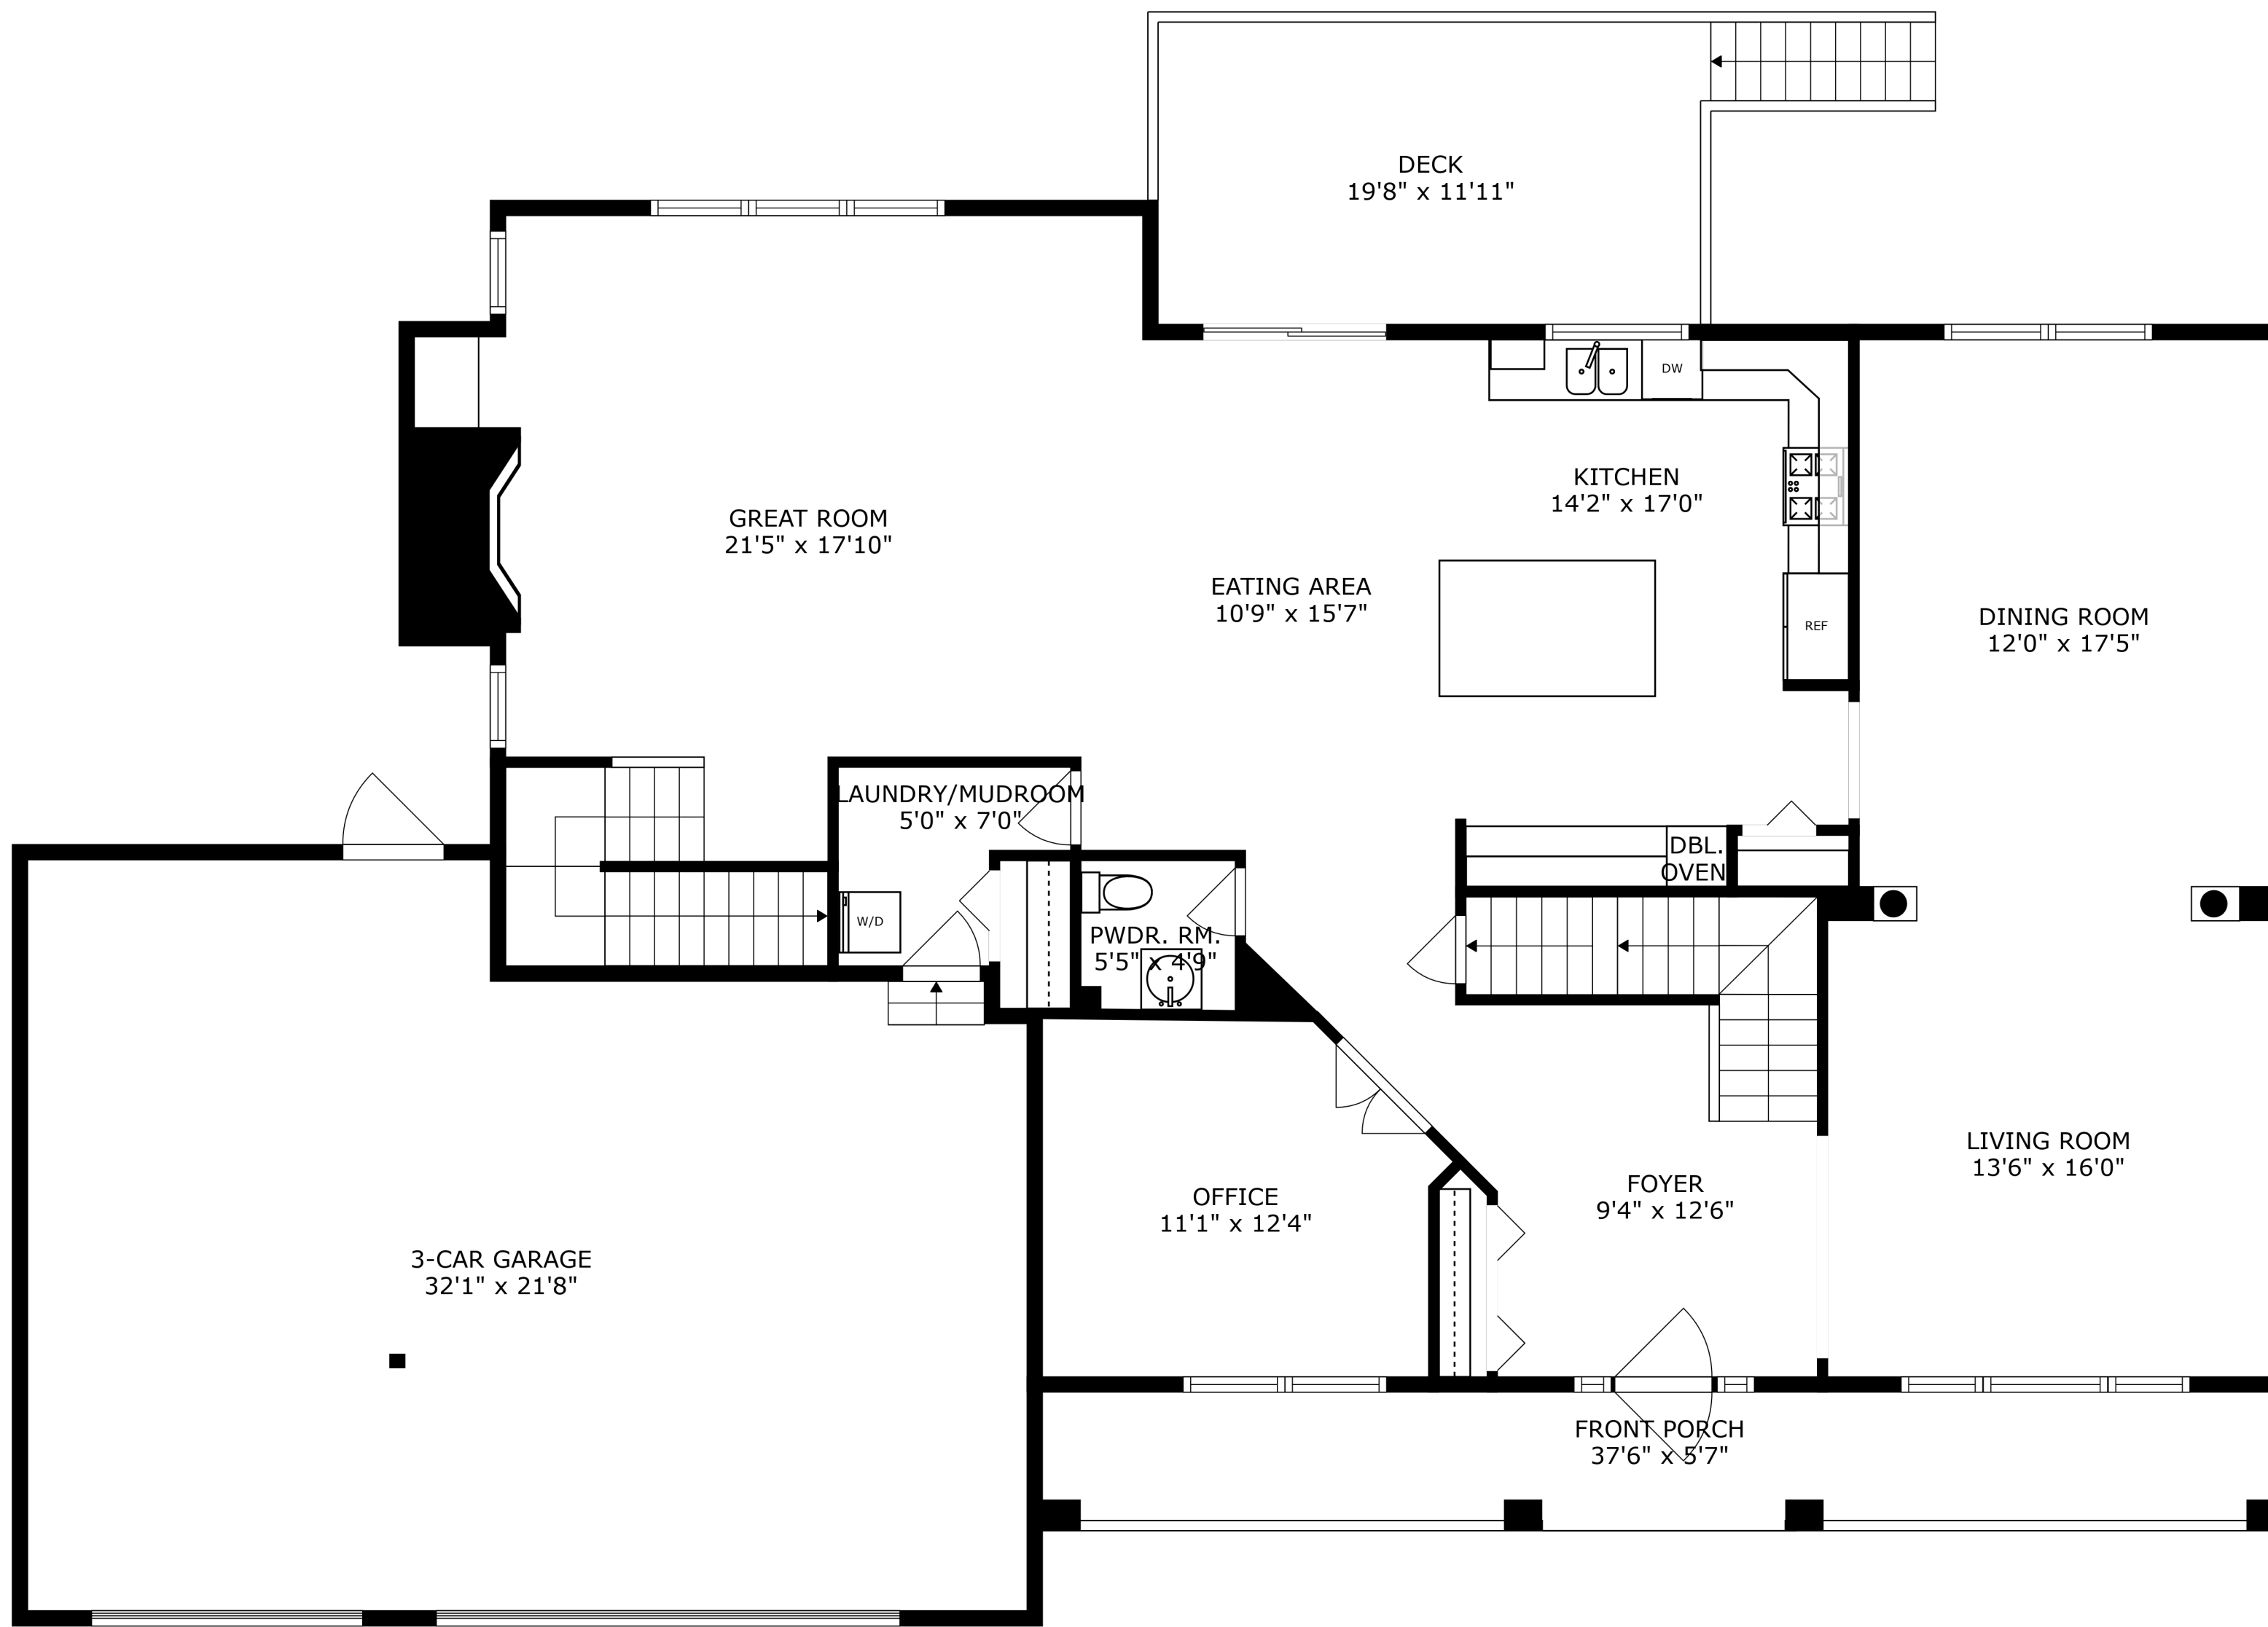 DECK
19'8" x 11'11"
DW
KITCHEN
14'2" x 17'0"
GREAT ROOM
21'5" x 17'10"
EATING AREA
10'9" x 15'7"
REF
DINING ROOM
12'0" x 17'5"
LAUNDRY/MUDROOM
5'0" x 7'0"
DBL.
OVEN
W/D
PWDR. RM.
5'5" x 4'9"
LIVING ROOM
13'6" x 16'0"
FOYER
9'4" x 12'6"
OFFICE
11'1" x 12'4"
3-CAR GARAGE
32'1" x 21'8"
FRONT PORCH
37'6" x 5'7"